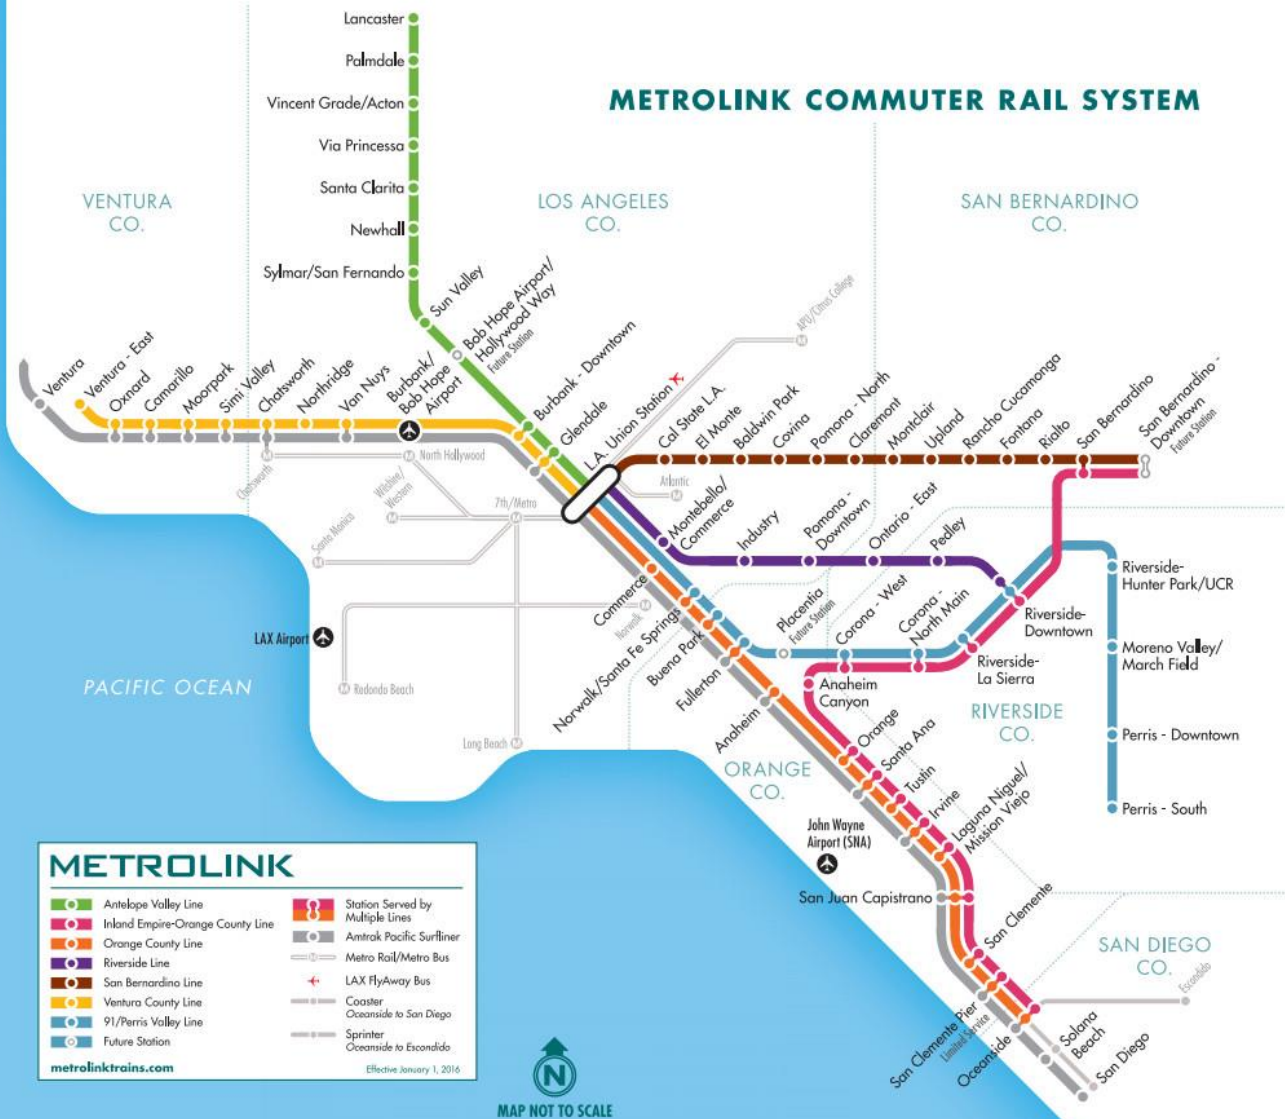 METROLINK COMMUTER RAIL SYSTEM
Lancaster
Palmdale
Vincent Grade/Acton
Via Princessa
Santa Clarita
Newhall
Sylmar/San Fernando
VENTURA
CO.
LOS ANGELES
CO.
SAN BERNARDINO
CO.
Sun Valley
Bob Hope Airport/
Hollywood Way
Future Station
Burbank - Downtown
Glendale
L.A. Union Station
APU/Citrus College
Ventura
Ventura - East
Oxnard
Camarillo
Moorpark
Simi Valley
Chatsworth
Northridge
Van Nuys
Burbank/
Bob Hope
Airport
Cal State L.A.
El Monte
Baldwin Park
Covina
Pomona - North
Claremont
Montclair
Upland
Rancho Cucamonga
Fontana
Rialto
San Bernardino
San Bernardino -
Downtown
Future Station
Chatsworth
M
North Hollywood
M
Wilshire/
Western
M
7th/Metro
M
Atlantic
M
M
Santa Monica
M
Norwalk
M
Redondo Beach
M
Long Beach
M
LAX Airport
PACIFIC OCEAN
Montebello/
Commerce
Industry
Pomona -
Downtown
Ontario - East
Pedley
Commerce
Norwalk/Santa Fe Springs
Buena Park
Fullerton
Anaheim
Placentia
Future Station
Corona - West
Corona -
North Main
Riverside-
La Sierra
Riverside-
Downtown
Riverside-
Hunter Park/UCR
Moreno Valley/
March Field
Perris - Downtown
Perris - South
Anaheim
Canyon
RIVERSIDE
CO.
ORANGE
CO.
Orange
Santa Ana
Tustin
Irvine
Laguna Niguel/
Mission Viejo
John Wayne
Airport (SNA)
San Juan Capistrano
San Clemente
San Clemente Pier
Limited Service
Oceanside
SAN DIEGO
CO.
Escondido
Solana
Beach
San Diego
METROLINK
Antelope Valley Line
Inland Empire-Orange County Line
Orange County Line
Riverside Line
San Bernardino Line
Ventura County Line
91/Perris Valley Line
Future Station
Station Served by
Multiple Lines
Amtrak Pacific Surfliner
M
Metro Rail/Metro Bus
LAX FlyAway Bus
Coaster
Oceanside to San Diego
Sprinter
Oceanside to Escondido
metrolinktrains.com
Effective January 1, 2016
N
MAP NOT TO SCALE